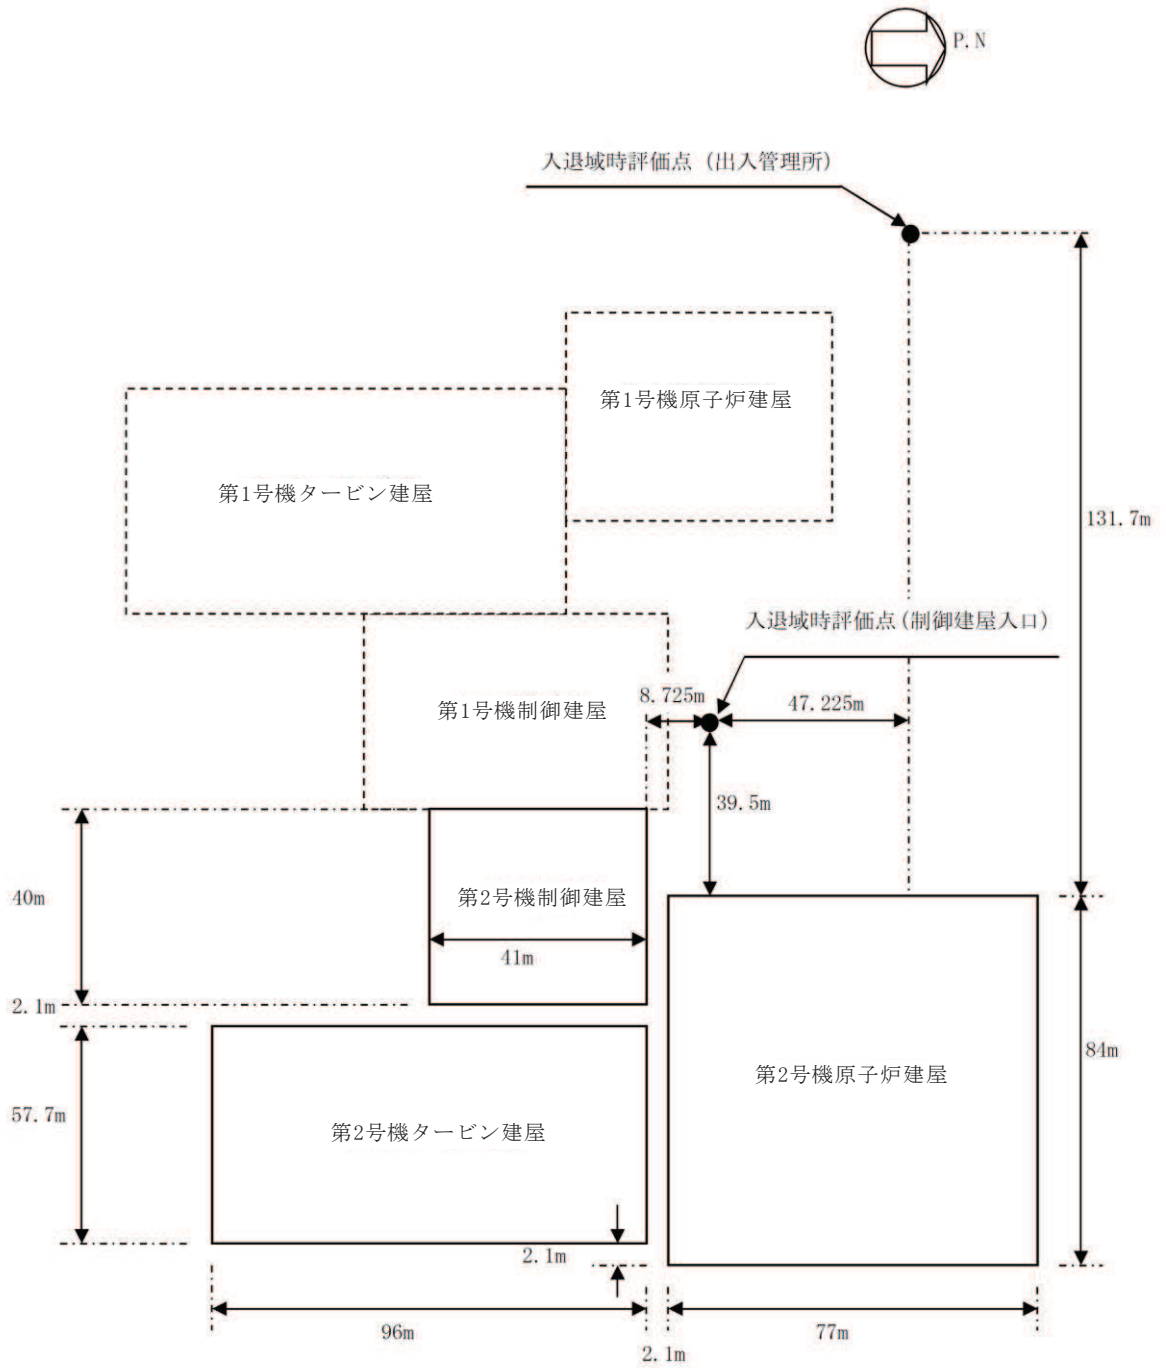 P.N
入退域時評価点 (出入管理所)
第1号機原子炉建屋
第1号機タービン建屋
131.7m
入退域時評価点(制御建屋入口)
8.725m
47.225m
第1号機制御建屋
39.5m
40m
第2号機制御建屋
41m
2.1m
84m
第2号機原子炉建屋
57.7m
第2号機タービン建屋
2.1m
96m
77m
2.1m